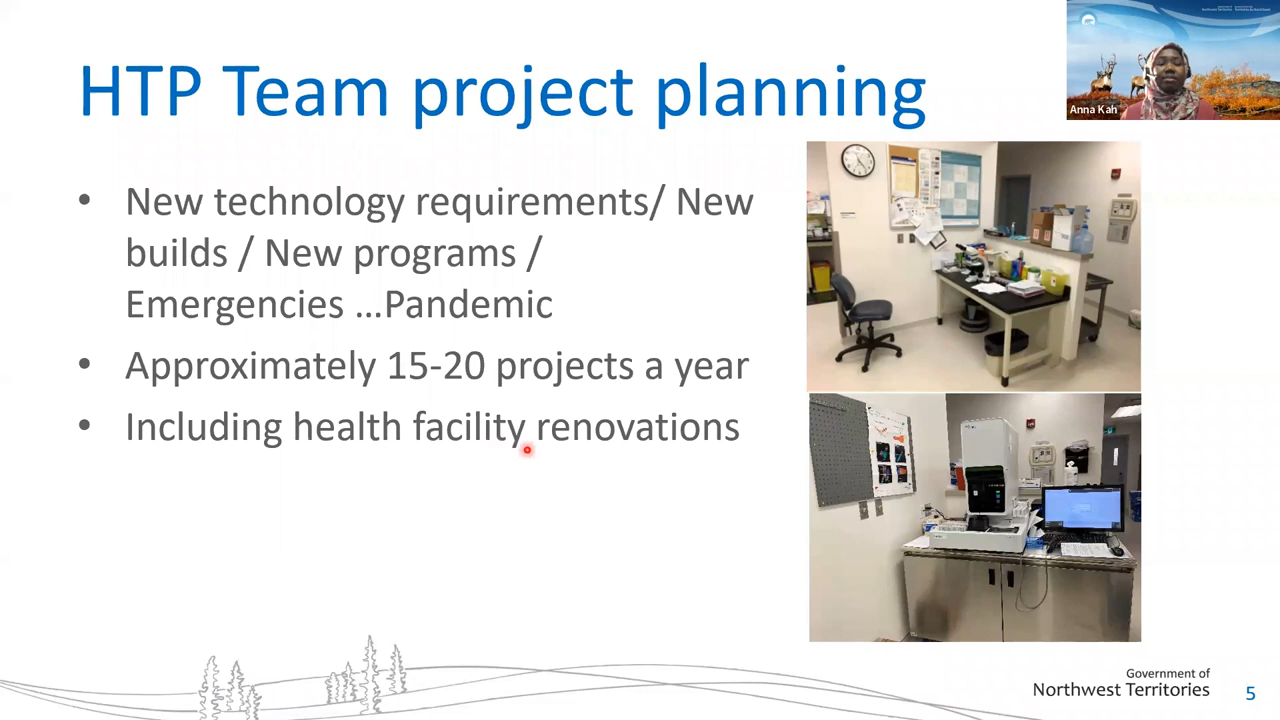 HTP Team project planning
Anna Kah
• New technology requirements/ New
builds / New programs /
Emergencies ...Pandemic
• Approximately 15-20 projects a year
• Including health facility renovations
Government of
Northwest Territories
5